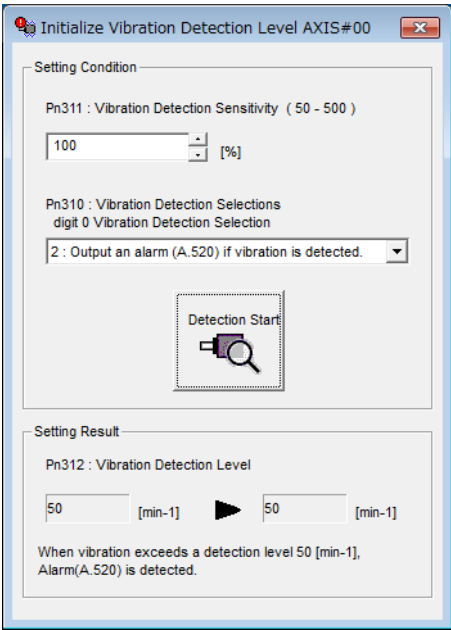 Initialize Vibration Detection Level AXIS#00
Setting Condition
Pn311 : Vibration Detection Sensitivity ( 50 - 500 )
100
[%]
Pn310 : Vibration Detection Selections
digit 0 Vibration Detection Selection
2 : Output an alarm (A.520) if vibration is detected.
Detection Start
Setting Result
Pn312 : Vibration Detection Level
50 [min-1] 50 [min-1]
When vibration exceeds a detection level 50 [min-1],
Alarm(A.520) is detected.